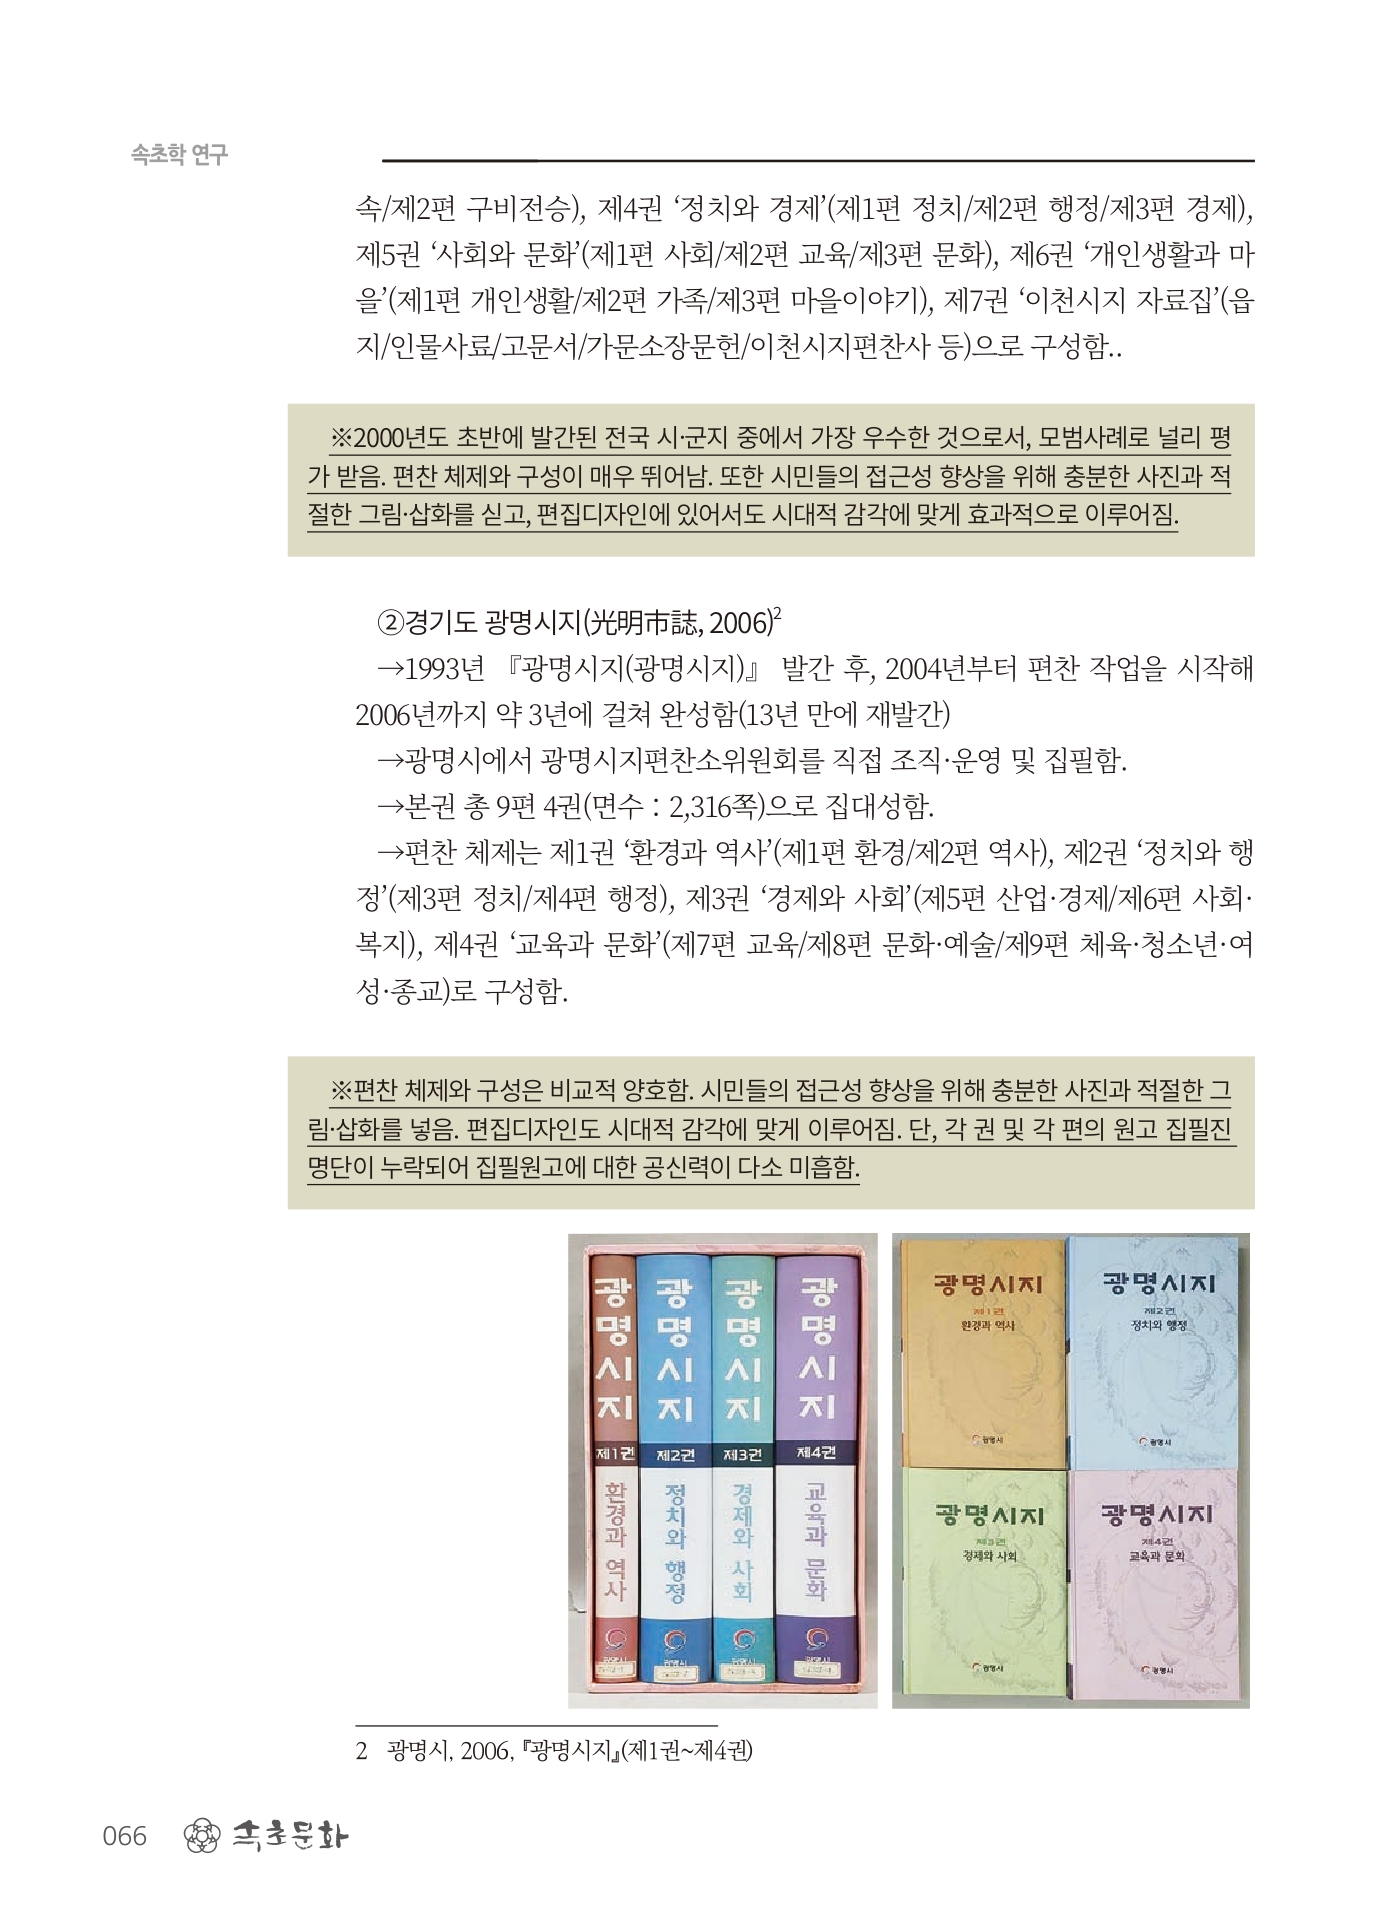 속초학 연구
속/제2편 구비전승), 제4권 ‘정치와 경제’(제1편 정치/제2편 행정/제3편 경제),
제5권 ‘사회와 문화’(제1편 사회/제2편 교육/제3편 문화), 제6권 ‘개인생활과 마
을’(제1편 개인생활/제2편 가족/제3편 마을이야기), 제7권 ‘이천시지 자료집’(읍
지/인물사료/고문서/가문소장문헌/이천시지편찬사 등)으로 구성함..
※2000년도 초반에 발간된 전국 시·군지 중에서 가장 우수한 것으로서, 모범사례로 널리 평
가 받음. 편찬 체제와 구성이 매우 뛰어남. 또한 시민들의 접근성 향상을 위해 충분한 사진과 적
절한 그림·삽화를 싣고, 편집디자인에 있어서도 시대적 감각에 맞게 효과적으로 이루어짐.
②경기도 광명시지(光明市誌, 2006)2
→1993년 『광명시지(광명시지)』 발간 후, 2004년부터 편찬 작업을 시작해
2006년까지 약 3년에 걸쳐 완성함(13년 만에 재발간)
→광명시에서 광명시지편찬소위원회를 직접 조직·운영 및 집필함.
→본권 총 9편 4권(면수 : 2,316쪽)으로 집대성함.
→편찬 체제는 제1권 ‘환경과 역사’(제1편 환경/제2편 역사), 제2권 ‘정치와 행
정’(제3편 정치/제4편 행정), 제3권 ‘경제와 사회’(제5편 산업·경제/제6편 사회·
복지), 제4권 ‘교육과 문화’(제7편 교육/제8편 문화·예술/제9편 체육·청소년·여
성·종교)로 구성함.
※편찬 체제와 구성은 비교적 양호함. 시민들의 접근성 향상을 위해 충분한 사진과 적절한 그
림·삽화를 넣음. 편집디자인도 시대적 감각에 맞게 이루어짐. 단, 각 권 및 각 편의 원고 집필진
명단이 누락되어 집필원고에 대한 공신력이 다소 미흡함.
광명시지 제1권 환경과 역사 광명시
광명시지 제2권 정치와 행정 광명시
광명시지 제3권 경제와 사회 광명시
광명시지 제4권 교육과 문화 광명시
광명시지
제1권
환경과 역사
광명시
광명시지
제2권
정치와 행정
광명시
광명시지
제3권
경제와 사회
광명시
광명시지
제4권
교육과 문화
광명시
2 광명시, 2006, 『광명시지』(제1권~제4권)
066 속초문화